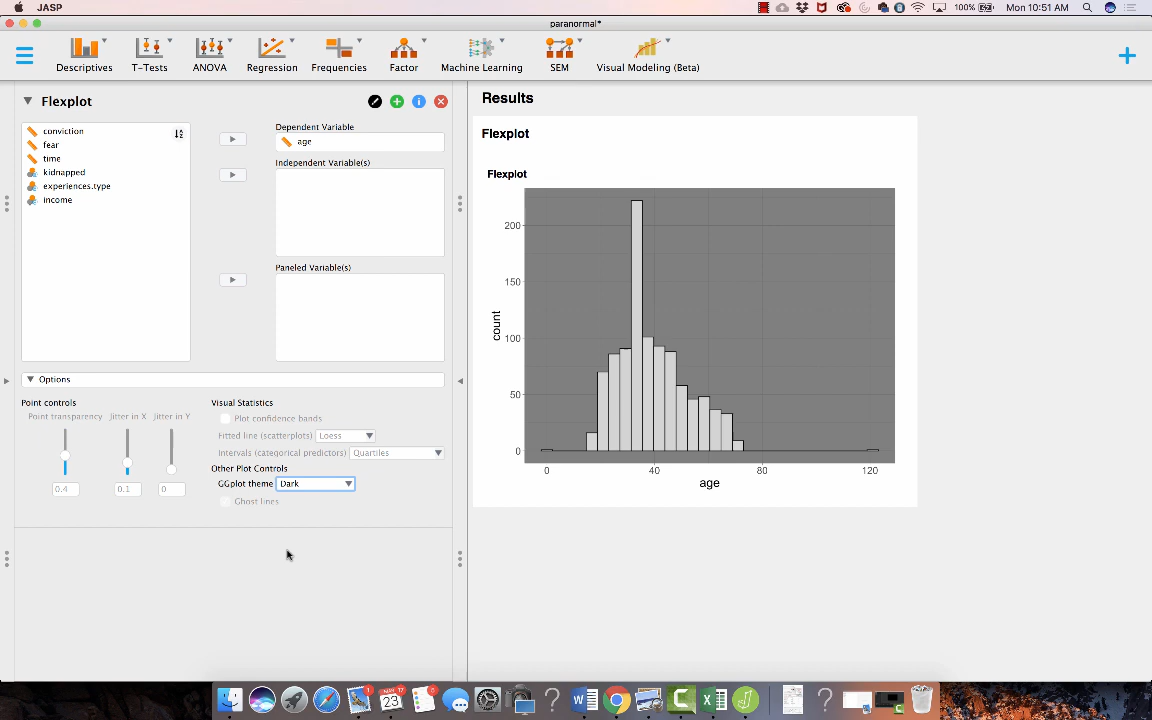 JASP
100%
Mon 10:51 AM
paranormal*
Descriptives
T-Tests
ANOVA
Regression
Frequencies
Factor
Machine Learning
SEM
Visual Modeling (Beta)
Flexplot
conviction
fear
time
kidnapped
experiences.type
income
Dependent Variable
age
Independent Variable(s)
Paneled Variable(s)
Options
Point controls
Point transparency
Jitter in X
Jitter in Y
0.4
0.1
0
Visual Statistics
Plot confidence bands
Fitted line (scatterplots) Loess
Intervals (categorical predictors) Quartiles
Other Plot Controls
GGplot theme Dark
Ghost lines
Results
Flexplot
Flexplot
200
150
100
50
0
count
0
40
80
120
age